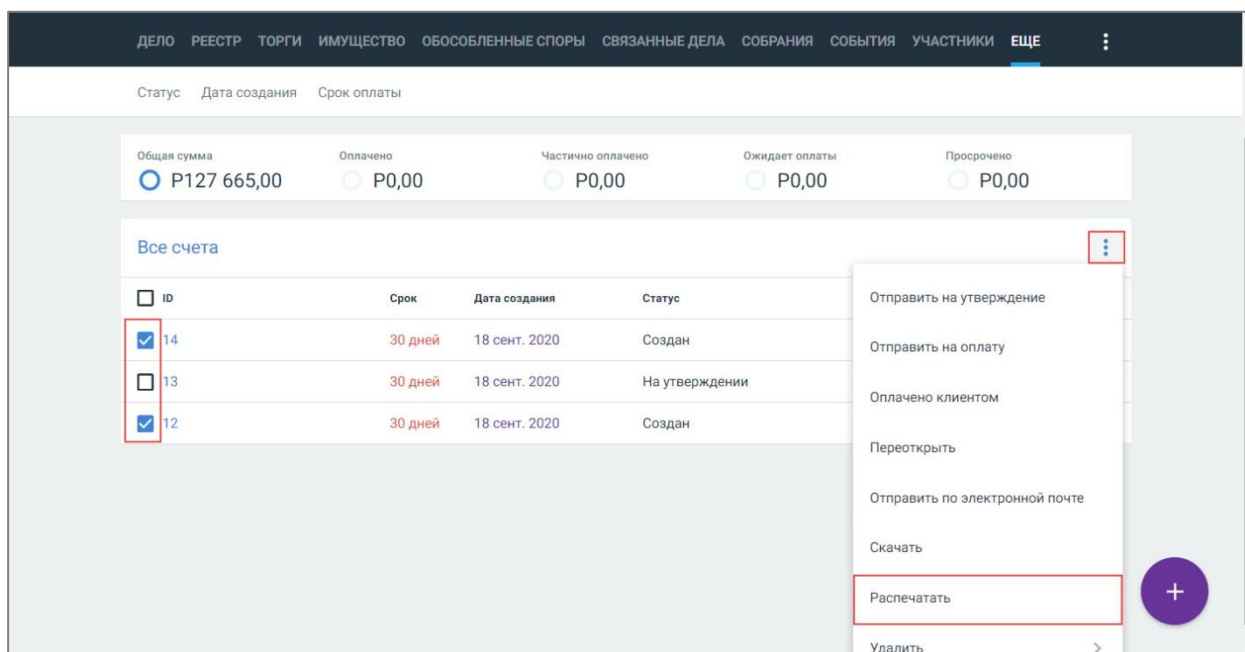 ДЕЛО РЕЕСТР ТОРГИ ИМУЩЕСТВО ОБОСОБЛЕННЫЕ СПОРЫ СВЯЗАННЫЕ ДЕЛА СОБРАНИЯ СОБЫТИЯ УЧАСТНИКИ ЕЩЕ
Статус Дата создания Срок оплаты
Общая сумма Оплачено Частично оплачено Ожидает оплаты Просрочено
Р127 665,00 Р0,00 Р0,00 Р0,00 Р0,00
Все счета
ID Срок Дата создания Статус
14 30 дней 18 сент. 2020 Создан
13 30 дней 18 сент. 2020 На утверждении
12 30 дней 18 сент. 2020 Создан
Отправить на утверждение
Отправить на оплату
Оплачено клиентом
Переоткрыть
Отправить по электронной почте
Скачать
Распечатать
Удалить